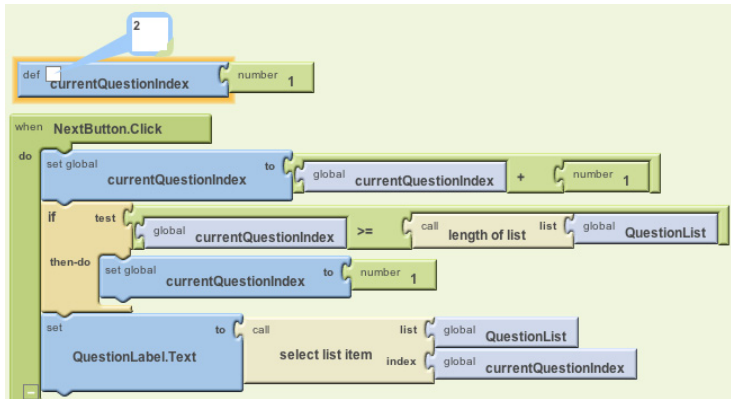 2
def currentQuestionIndex number 1
when NextButton.Click
do set global currentQuestionIndex to global currentQuestionIndex + number 1
if test global currentQuestionIndex >= call length of list list global QuestionList
then-do set global currentQuestionIndex to number 1
set QuestionLabel.Text to call select list item list global QuestionList
index global currentQuestionIndex